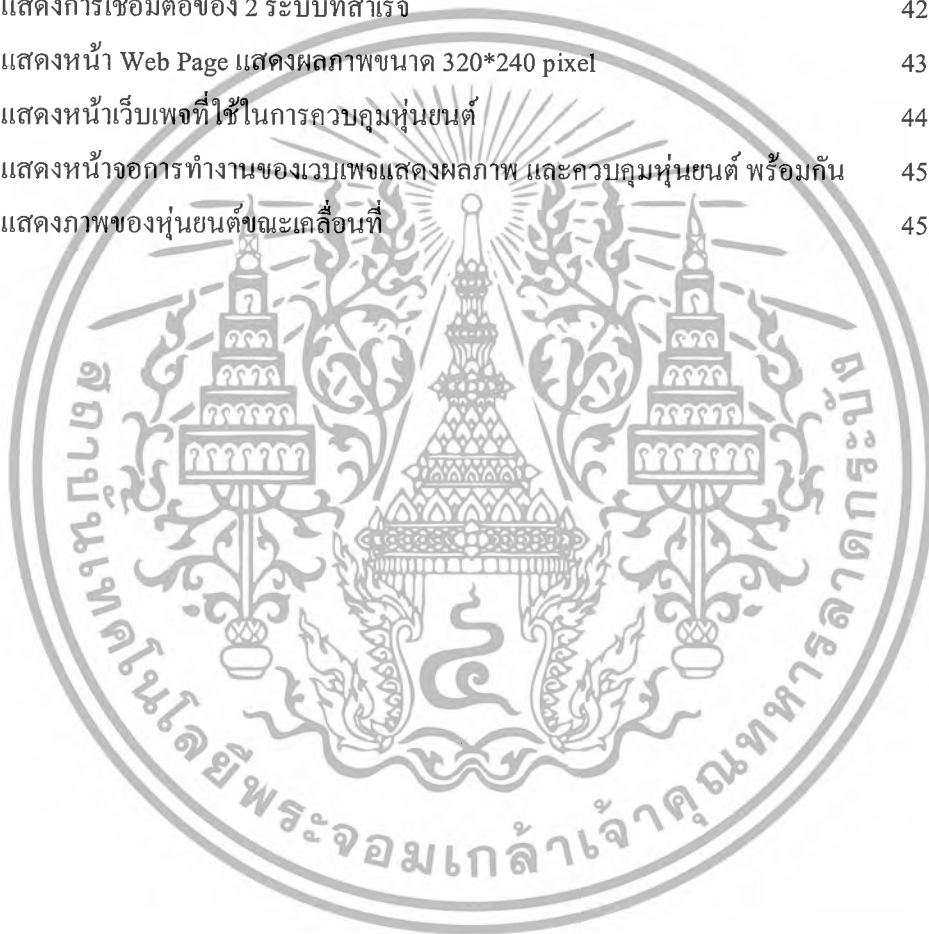 แสดงการเชื่อมต่อของ 2 ระบบที่สำเร็จ 42
แสดงหน้า Web Page แสดงผลภาพขนาด 320*240 pixel 43
แสดงหน้าเว็บเพจที่ใช้ในการควบคุมหุ่นยนต์ 44
แสดงหน้าจอการทำงานของเวบเพจแสดงผลภาพ และควบคุมหุ่นยนต์ พร้อมกัน 45
แสดงภาพของหุ่นยนต์ขณะเคลื่อนที่ 45
สถาบันเทคโนโลยีพระจอมเกล้าเจ้าคุณทหารลาดกระบัง